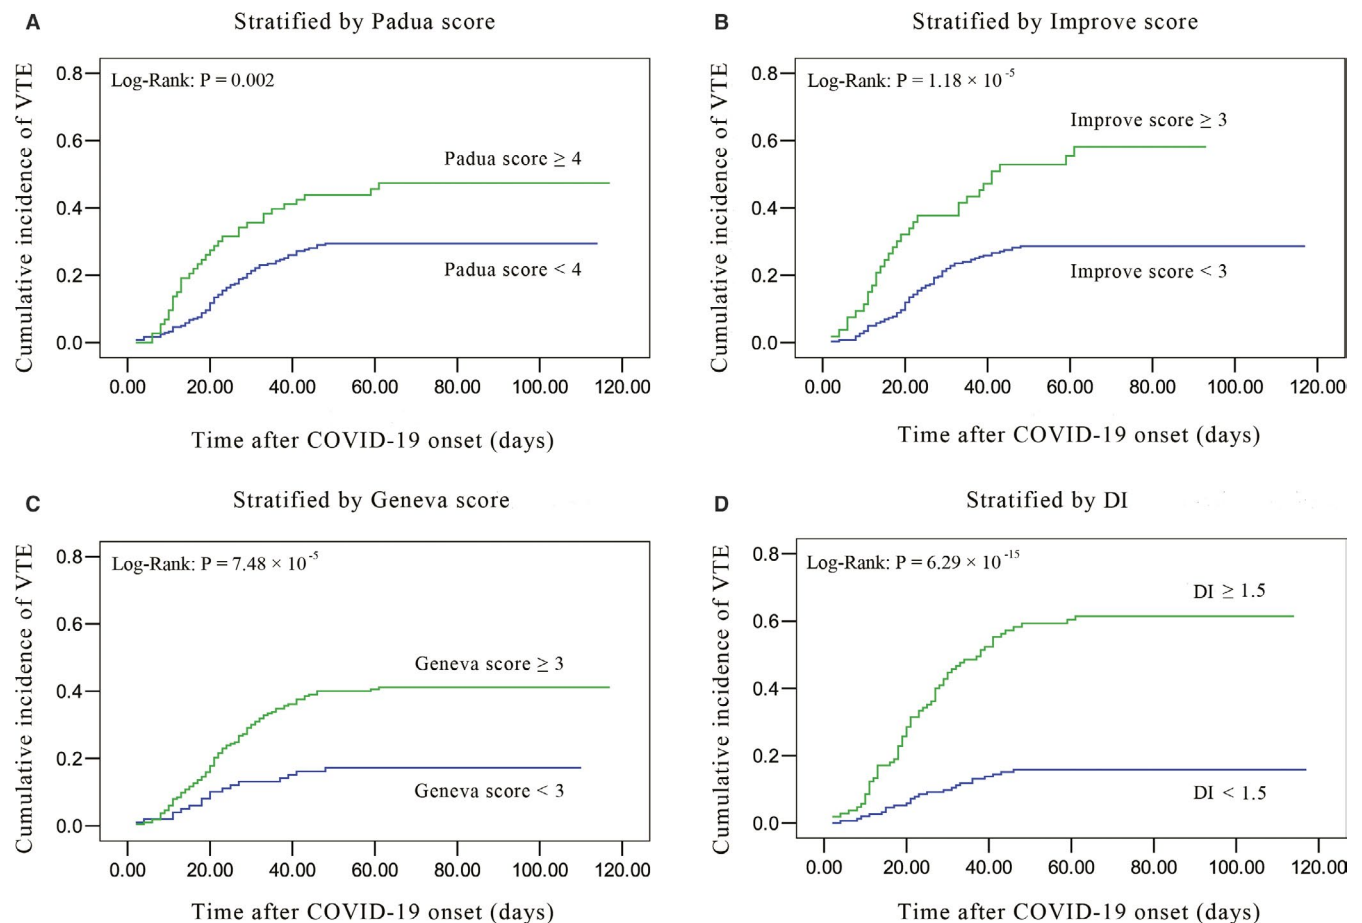 A
Stratified by Padua score
Log-Rank: P = 0.002
Padua score ≥ 4
Padua score < 4
Cumulative incidence of VTE
0.8
0.6
0.4
0.2
0.0
0.00 20.00 40.00 60.00 80.00 100.00 120.00
Time after COVID-19 onset (days)
B
Stratified by Improve score
Log-Rank: P = 1.18 × 10⁻⁵
Improve score ≥ 3
Improve score < 3
Cumulative incidence of VTE
0.8
0.6
0.4
0.2
0.0
0.00 20.00 40.00 60.00 80.00 100.00 120.00
Time after COVID-19 onset (days)
C
Stratified by Geneva score
Log-Rank: P = 7.48 × 10⁻⁵
Geneva score ≥ 3
Geneva score < 3
Cumulative incidence of VTE
0.8
0.6
0.4
0.2
0.0
0.00 20.00 40.00 60.00 80.00 100.00 120.00
Time after COVID-19 onset (days)
D
Stratified by DI
Log-Rank: P = 6.29 × 10⁻¹⁵
DI ≥ 1.5
DI < 1.5
Cumulative incidence of VTE
0.8
0.6
0.4
0.2
0.0
0.00 20.00 40.00 60.00 80.00 100.00 120.00
Time after COVID-19 onset (days)